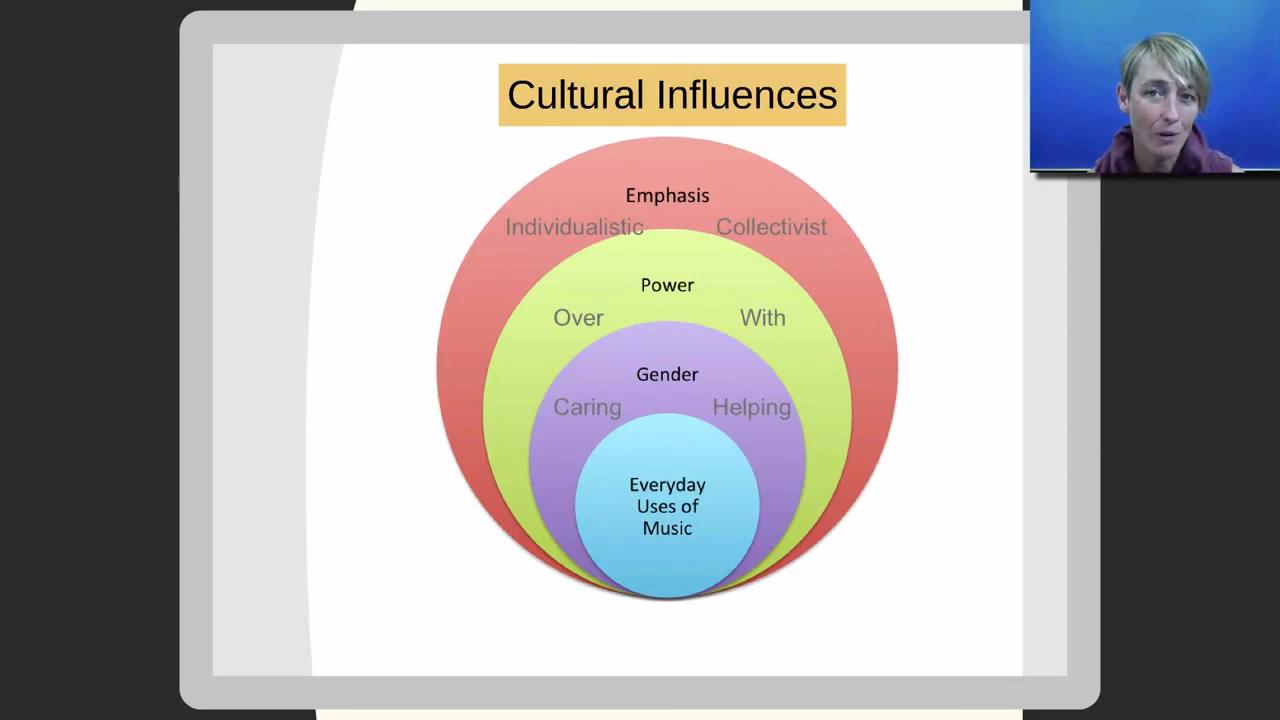 Cultural Influences
Emphasis
Individualistic Collectivist
Power
Over With
Gender
Caring Helping
Everyday
Uses of
Music